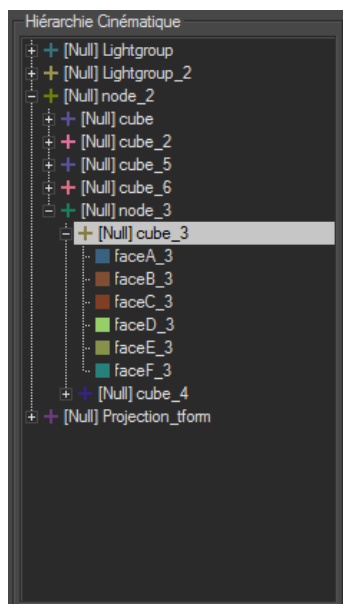 Hiérarchie Cinématique
[Null] Lightgroup
[Null] Lightgroup_2
[Null] node_2
[Null] cube
[Null] cube_2
[Null] cube_5
[Null] cube_6
[Null] node_3
[Null] cube_3
faceA_3
faceB_3
faceC_3
faceD_3
faceE_3
faceF_3
[Null] cube_4
[Null] Projection_tform